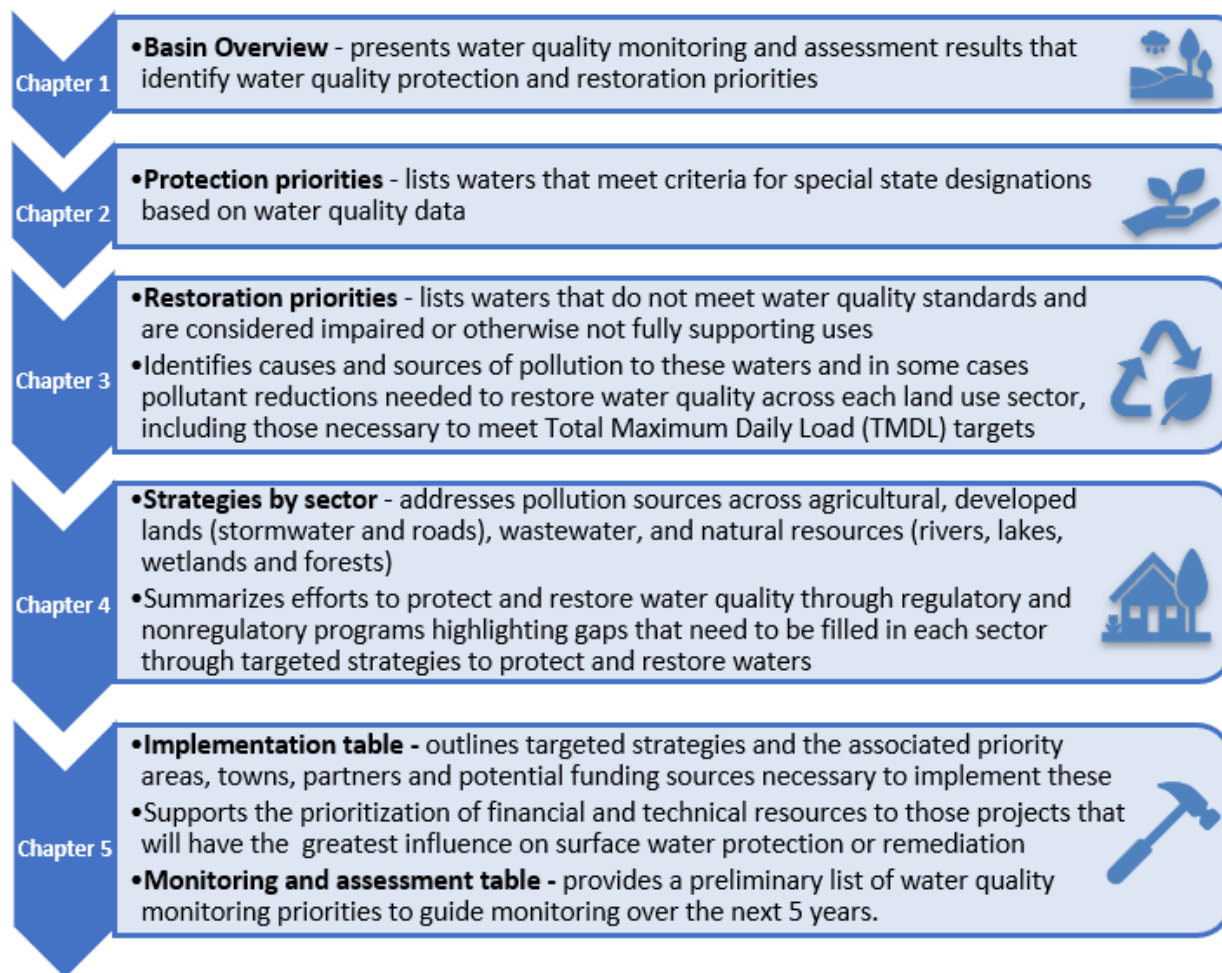 Chapter 1
•Basin Overview - presents water quality monitoring and assessment results that
identify water quality protection and restoration priorities
Chapter 2
•Protection priorities - lists waters that meet criteria for special state designations
based on water quality data
Chapter 3
•Restoration priorities - lists waters that do not meet water quality standards and
are considered impaired or otherwise not fully supporting uses
•Identifies causes and sources of pollution to these waters and in some cases
pollutant reductions needed to restore water quality across each land use sector,
including those necessary to meet Total Maximum Daily Load (TMDL) targets
Chapter 4
•Strategies by sector - addresses pollution sources across agricultural, developed
lands (stormwater and roads), wastewater, and natural resources (rivers, lakes,
wetlands and forests)
•Summarizes efforts to protect and restore water quality through regulatory and
nonregulatory programs highlighting gaps that need to be filled in each sector
through targeted strategies to protect and restore waters
Chapter 5
•Implementation table - outlines targeted strategies and the associated priority
areas, towns, partners and potential funding sources necessary to implement these
•Supports the prioritization of financial and technical resources to those projects that
will have the greatest influence on surface water protection or remediation
•Monitoring and assessment table - provides a preliminary list of water quality
monitoring priorities to guide monitoring over the next 5 years.